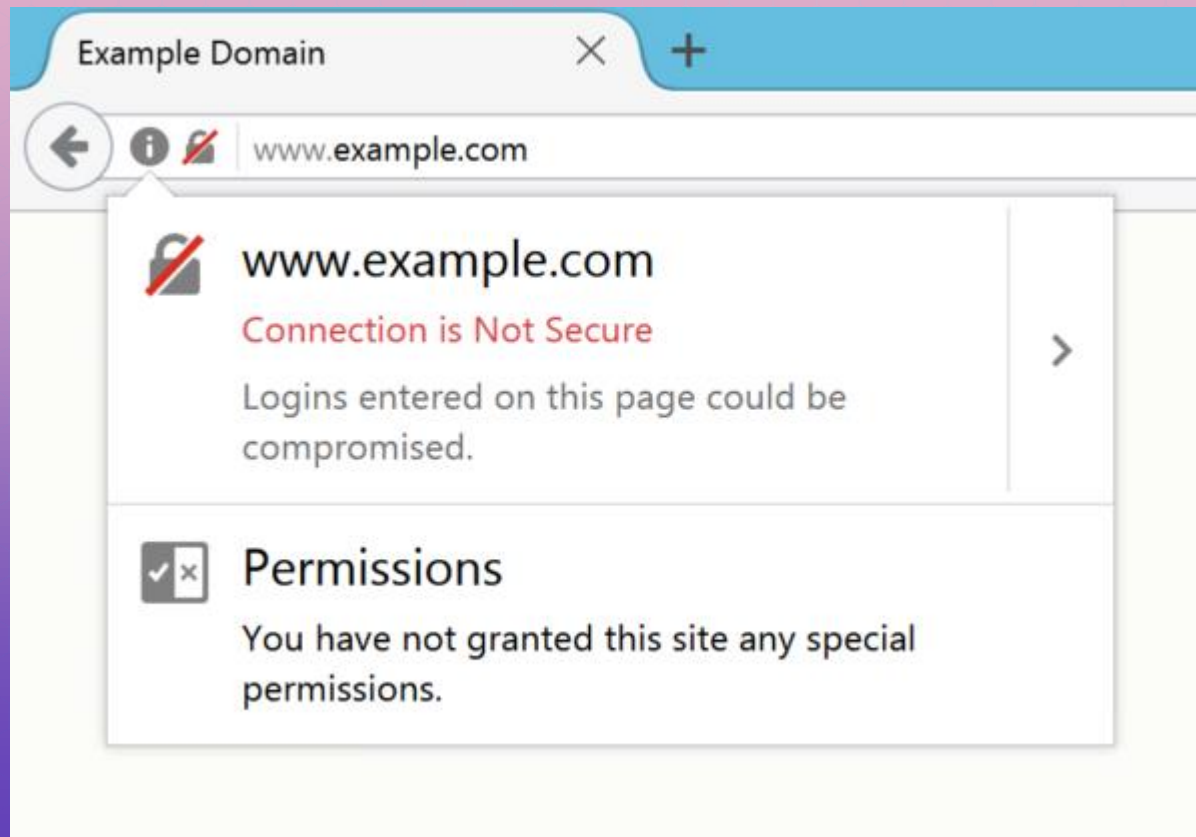 Example Domain
www.example.com
www.example.com
Connection is Not Secure
Logins entered on this page could be
compromised.
Permissions
You have not granted this site any special
permissions.